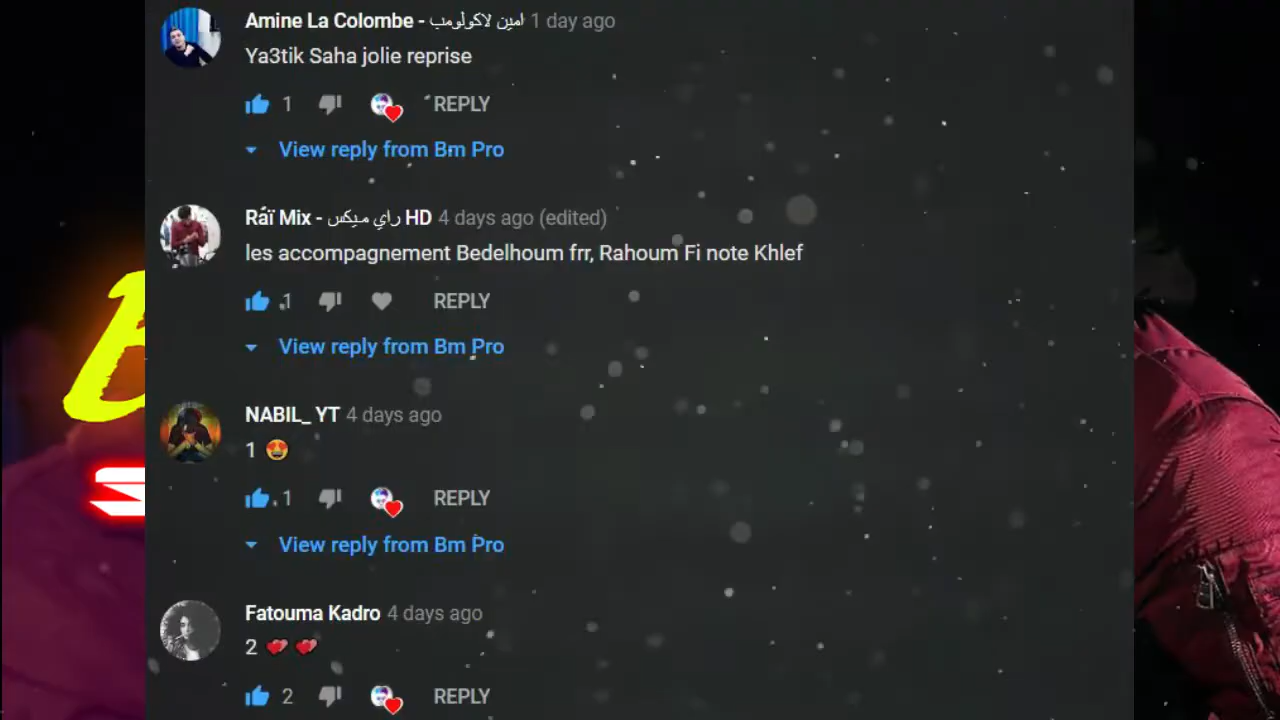 Amine La Colombe - امين لاكولومب 1 day ago
Ya3tik Saha jolie reprise
1 REPLY
View reply from Bm Pro
Räï Mix - راي ميكس HD 4 days ago (edited)
les accompagnement Bedelhoum frr, Rahoum Fi note Khlef
1 REPLY
View reply from Bm Pro
NABIL_ YT 4 days ago
1 😍
1 REPLY
View reply from Bm Pro
Fatouma Kadro 4 days ago
2 💕 💕
2 REPLY